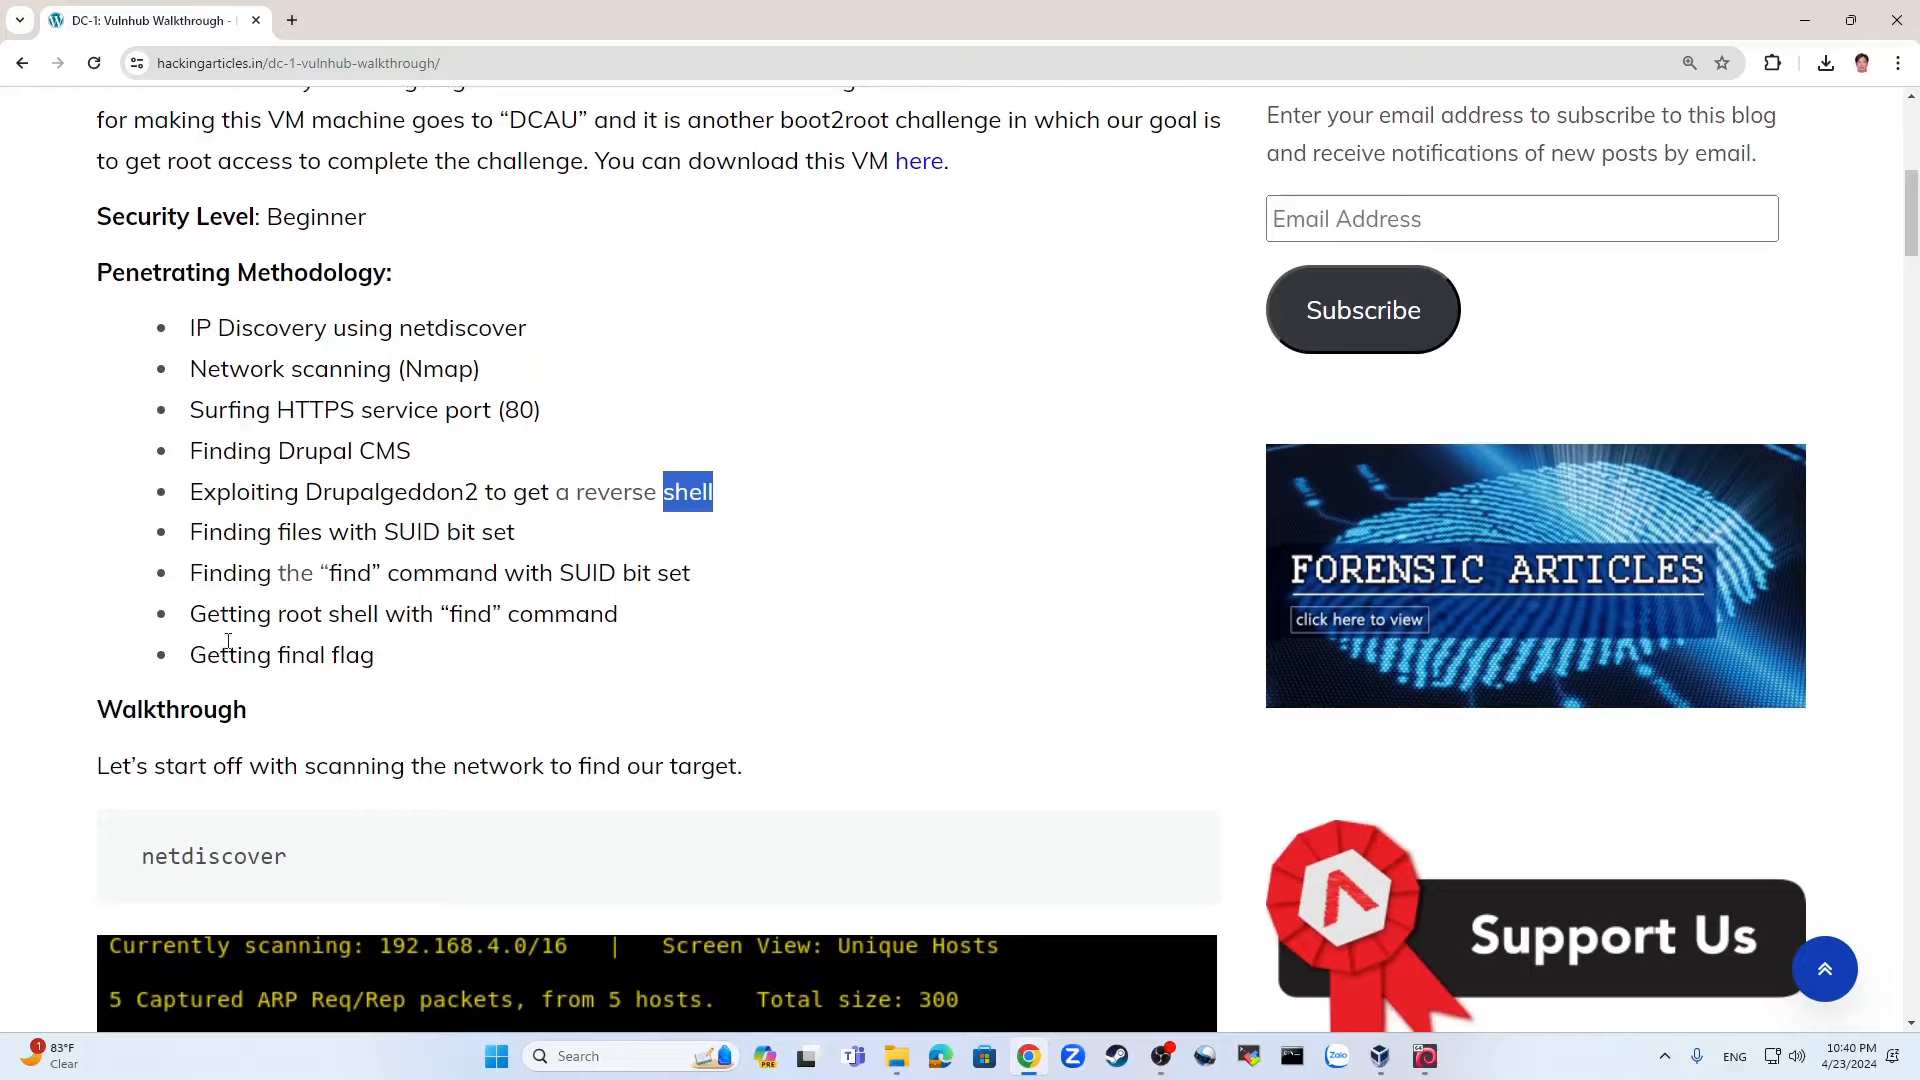 DC-1: Vulnhub Walkthrough -
hackingarticles.in/dc-1-vulnhub-walkthrough/
for making this VM machine goes to “DCAU” and it is another boot2root challenge in which our goal is
to get root access to complete the challenge. You can download this VM here.
Security Level: Beginner
Penetrating Methodology:
• IP Discovery using netdiscover
• Network scanning (Nmap)
• Surfing HTTPS service port (80)
• Finding Drupal CMS
• Exploiting Drupalgeddon2 to get a reverse shell
• Finding files with SUID bit set
• Finding the “find” command with SUID bit set
• Getting root shell with “find” command
• Getting final flag
Walkthrough
Let’s start off with scanning the network to find our target.
netdiscover
Currently scanning: 192.168.4.0/16 | Screen View: Unique Hosts
5 Captured ARP Req/Rep packets, from 5 hosts. Total size: 300
Enter your email address to subscribe to this blog
and receive notifications of new posts by email.
Email Address
Subscribe
FORENSIC ARTICLES
click here to view
Support Us
1
83°F
Clear
Search
PRE
Zalo
64
ENG
10:40 PM
4/23/2024